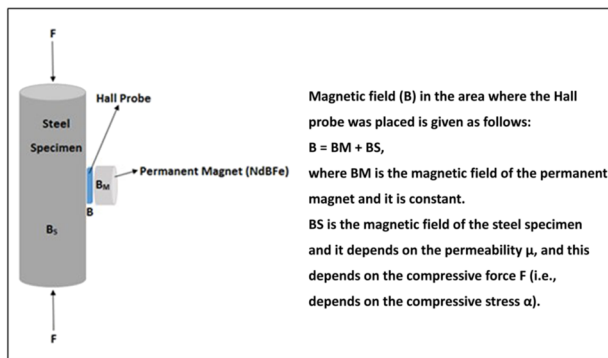 F
Hall Probe
Steel
Specimen
Permanent Magnet (NdBFe)
BM
B
BS
F
Magnetic field (B) in the area where the Hall
probe was placed is given as follows:
B = BM + BS,
where BM is the magnetic field of the permanent
magnet and it is constant.
BS is the magnetic field of the steel specimen
and it depends on the permeability μ, and this
depends on the compressive force F (i.e.,
depends on the compressive stress α).